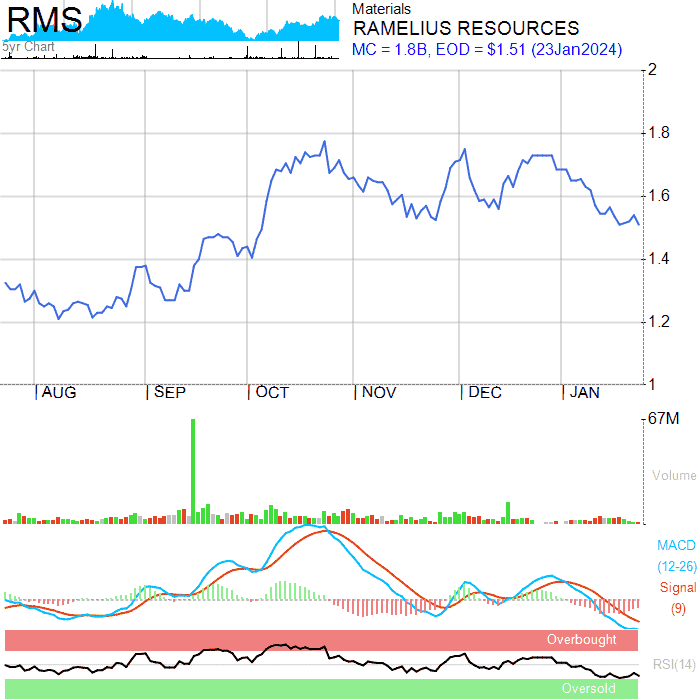 RMS
5yr Chart
Materials
RAMELIUS RESOURCES
MC = 1.8B, EOD = $1.51 (23Jan2024)
2
1.8
1.6
1.4
1.2
1
AUG SEP OCT NOV DEC JAN
67M
Volume
MACD
(12-26)
Signal
(9)
Overbought
RSI(14)
Oversold